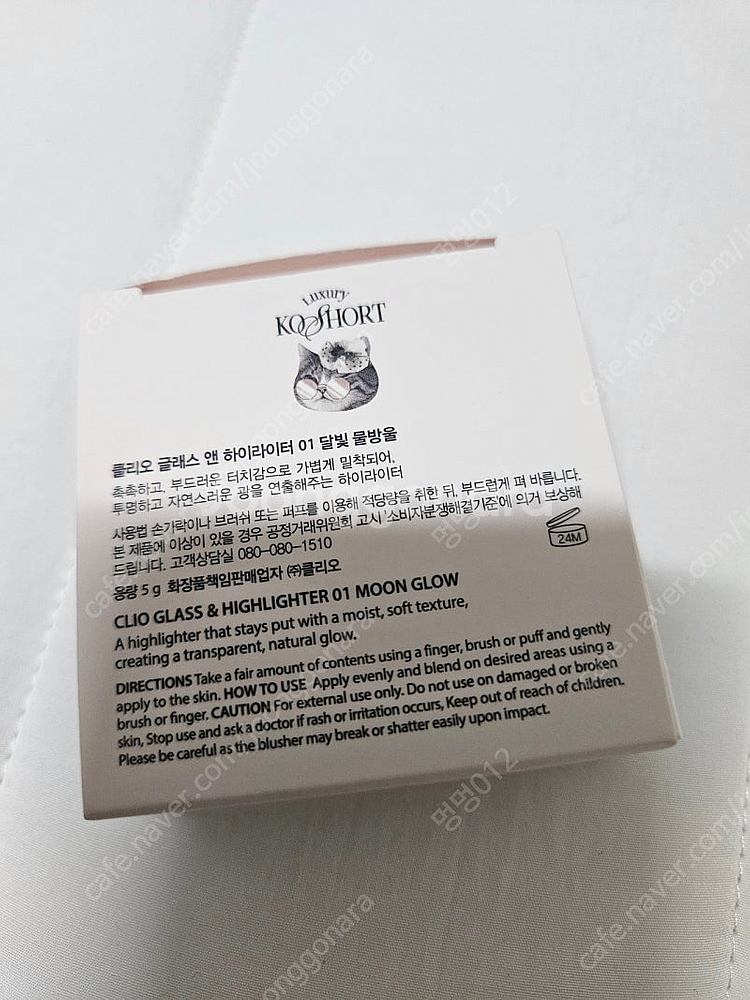 Luxury
KOSHORT
클리오 글래스 앤 하이라이터 01 달빛 물방울
촉촉하고, 부드러운 터치감으로 가볍게 밀착되어,
투명하고 자연스러운 광을 연출해주는 하이라이터
사용법 손가락이나 브러쉬 또는 퍼프를 이용해 적당량을 취한 뒤, 부드럽게 펴 바릅니다.
본 제품에 이상이 있을 경우 공정거래위원회 고시 '소비자분쟁해결기준'에 의거 보상해
드립니다. 고객상담실 080-080-1510
24M
용량 5 g 화장품책임판매업자 ㈜클리오
CLIO GLASS & HIGHLIGHTER 01 MOON GLOW
A highlighter that stays put with a moist, soft texture,
creating a transparent, natural glow.
DIRECTIONS Take a fair amount of contents using a finger, brush or puff and gently
apply to the skin. HOW TO USE Apply evenly and blend on desired areas using a
brush or finger. CAUTION For external use only. Do not use on damaged or broken
skin, Stop use and ask a doctor if rash or irritation occurs, Keep out of reach of children.
Please be careful as the blusher may break or shatter easily upon impact.
cafe.naver.com/joonggonara
멍멍012